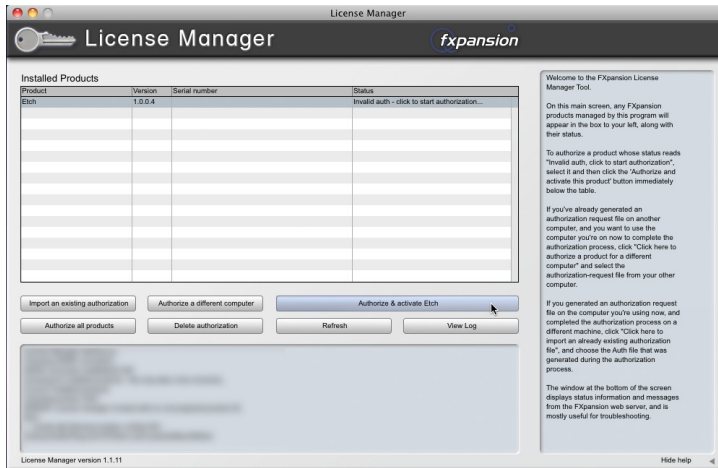 License Manager
License Manager
fxpansion
Installed Products
Product Version Serial number Status
Etch 1.0.0.4 Invalid auth - click to start authorization...
Import an existing authorization
Authorize a different computer
Authorize & activate Etch
Authorize all products
Delete authorization
Refresh
View Log
License Manager version 1.1.11
Welcome to the FXpansion License
Manager Tool.
On this main screen, any FXpansion
products managed by this program will
appear in the box to your left, along with
their status.
To authorize a product whose status reads
"Invalid auth, click to start authorization",
select it and then click the 'Authorize and
activate this product' button immediately
below the table.
If you've already generated an
authorization request file on another
computer, and you want to use the
computer you're on now to complete the
authorization process, click "Click here to
authorize a product for a different
computer" and select the
authorization-request file from your other
computer.
If you generated an authorization request
file on the computer you're using now, and
completed the authorization process on a
different machine, click "Click here to
import an already existing authorization
file", and choose the Auth file that was
generated during the authorization
process.
The window at the bottom of the screen
displays status information and messages
from the FXpansion web server, and is
mostly useful for troubleshooting.
Hide help